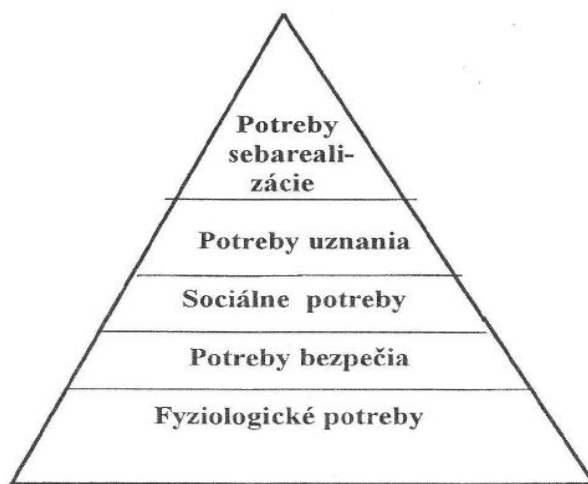 Potreby
sebareali-
zácie
Potreby uznania
Sociálne potreby
Potreby bezpečia
Fyziologické potreby